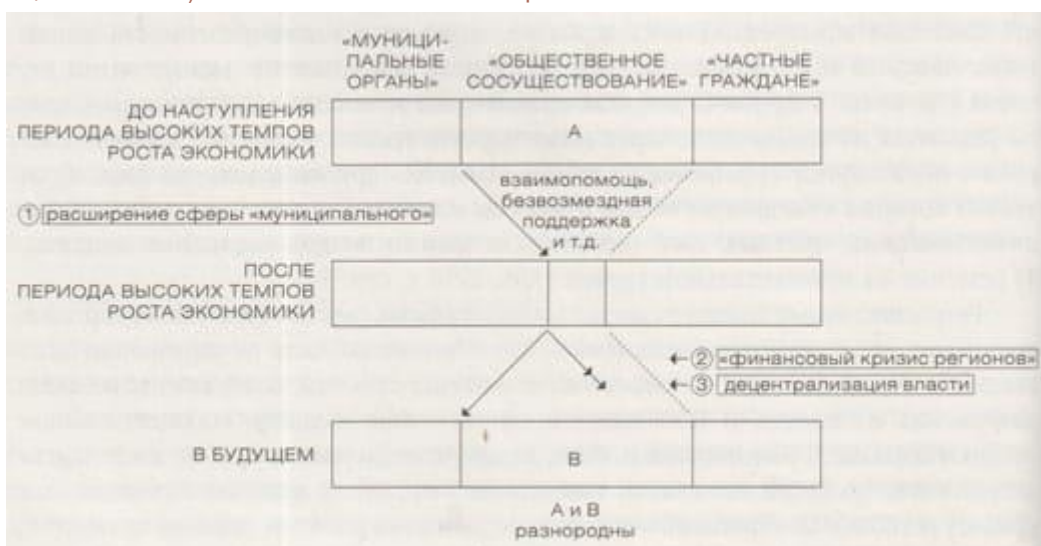 «МУНИЦИ-
ПАЛЬНЫЕ
ОРГАНЫ»
«ОБЩЕСТВЕННОЕ
СОСУЩЕСТВОВАНИЕ»
«ЧАСТНЫЕ
ГРАЖДАНЕ»
ДО НАСТУПЛЕНИЯ
ПЕРИОДА ВЫСОКИХ ТЕМПОВ
РОСТА ЭКОНОМИКИ
А
взаимопомощь,
безвозмездная
поддержка
и т.д.
① расширение сферы «муниципального»
ПОСЛЕ
ПЕРИОДА ВЫСОКИХ ТЕМПОВ
РОСТА ЭКОНОМИКИ
② «финансовый кризис регионов»
③ децентрализация власти
В БУДУЩЕМ
В
А и В
разнородны